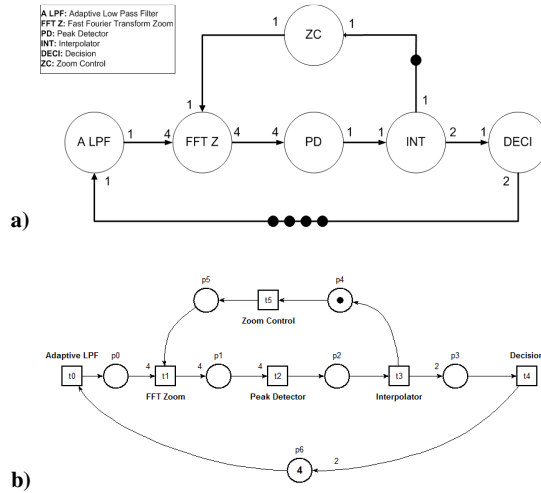 A LPF: Adaptive Low Pass Filter
FFT Z: Fast Fourier Transform Zoom
PD: Peak Detector
INT: Interpolator
DECI: Decision
ZC: Zoom Control
ZC
1
1
1
1
A LPF
1
4
FFT Z
4
4
PD
1
1
INT
2
1
DECI
1
2
a)
p5
t5
p4
Zoom Control
Adaptive LPF
p0
p1
p2
p3
Decision
t0
4
t1
4
4
t2
t3
2
t4
FFT Zoom
Peak Detector
Interpolator
p6
4
2
b)